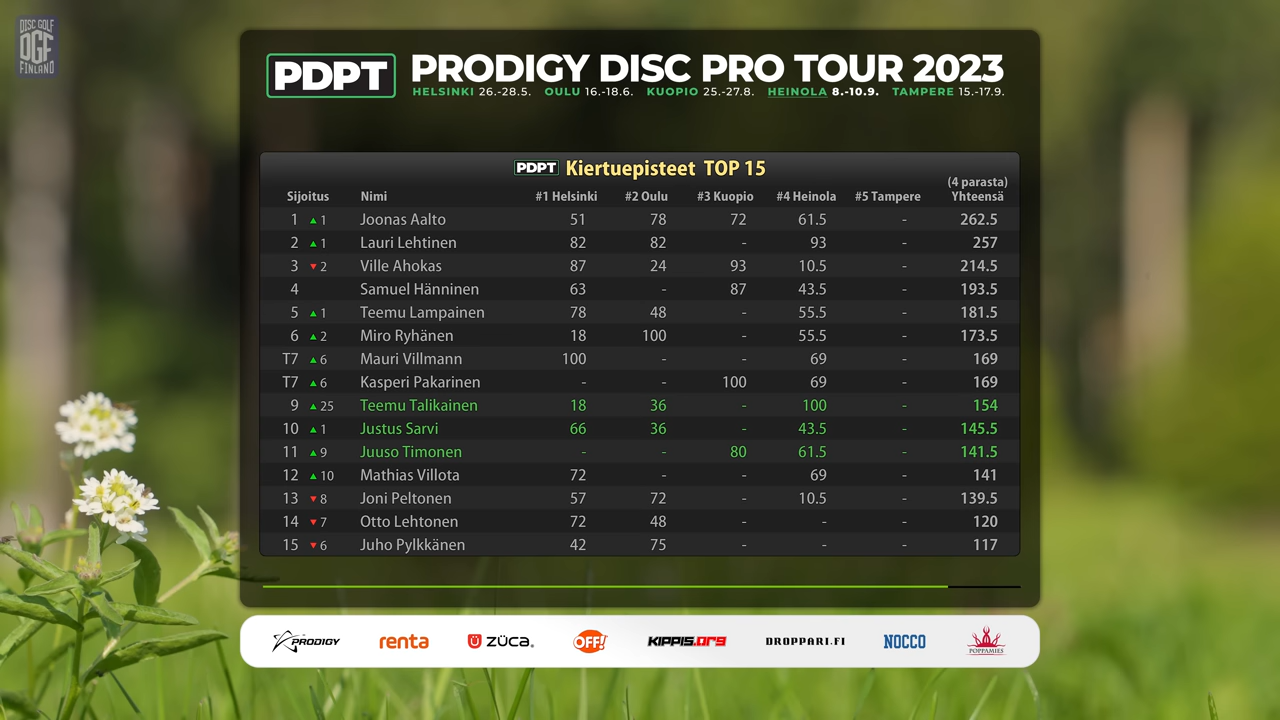 DISC GOLF
DGF
FINLAND
PDPT PRODIGY DISC PRO TOUR 2023
HELSINKI 26.-28.5. OULU 16.-18.6. KUOPIO 25.-27.8. HEINOLA 8.-10.9. TAMPERE 15.-17.9.
PDPT Kiertuepisteet TOP 15
(4 parasta)
Sijoitus Nimi #1 Helsinki #2 Oulu #3 Kuopio #4 Heinola #5 Tampere Yhteensä
1 ▲ 1 Joonas Aalto 51 78 72 61.5 - 262.5
2 ▲ 1 Lauri Lehtinen 82 82 - 93 - 257
3 ▼ 2 Ville Ahokas 87 24 93 10.5 - 214.5
4 Samuel Hänninen 63 - 87 43.5 - 193.5
5 ▲ 1 Teemu Lampainen 78 48 - 55.5 - 181.5
6 ▲ 2 Miro Ryhänen 18 100 - 55.5 - 173.5
T7 ▲ 6 Mauri Villmann 100 - - 69 - 169
T7 ▲ 6 Kasperi Pakarinen - - 100 69 - 169
9 ▲ 25 Teemu Talikainen 18 36 - 100 - 154
10 ▲ 1 Justus Sarvi 66 36 - 43.5 - 145.5
11 ▲ 9 Juuso Timonen - - 80 61.5 - 141.5
12 ▲ 10 Mathias Villota 72 - - 69 - 141
13 ▼ 8 Joni Peltonen 57 72 - 10.5 - 139.5
14 ▼ 7 Otto Lehtonen 72 48 - - - 120
15 ▼ 6 Juho Pylkkänen 42 75 - - - 117
PRODIGY renta ZÜCA OFF! KIPPIS.ORG DROPPARI.FI NOCCO POPPAMIES